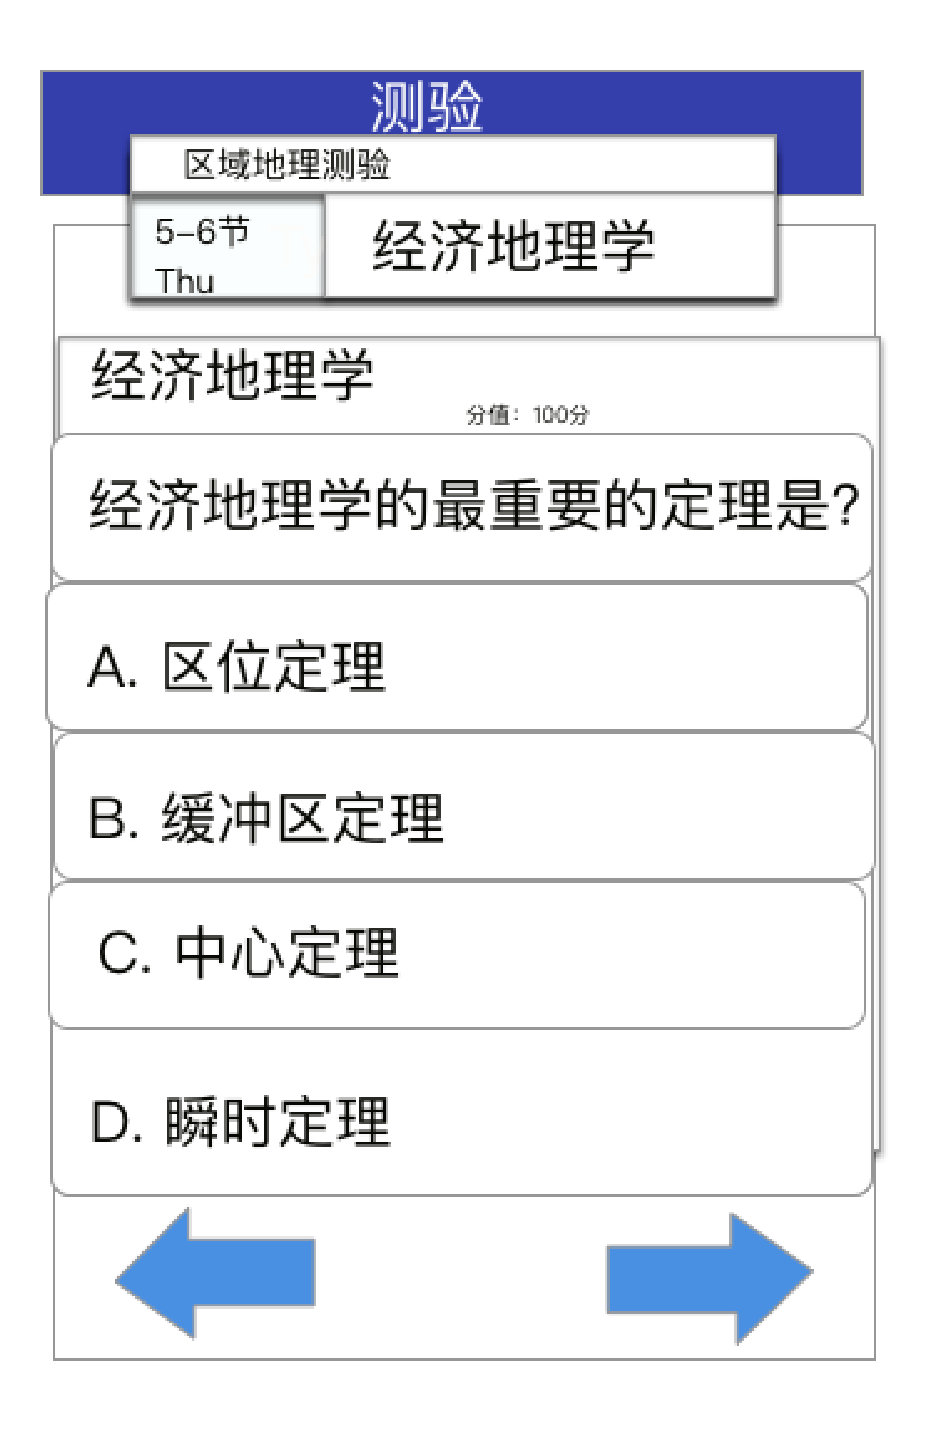 测验
区域地理测验
5-6节
Thu
经济地理学
经济地理学
分值：100分
经济地理学的最重要的定理是?
A. 区位定理
B. 缓冲区定理
C. 中心定理
D. 瞬时定理